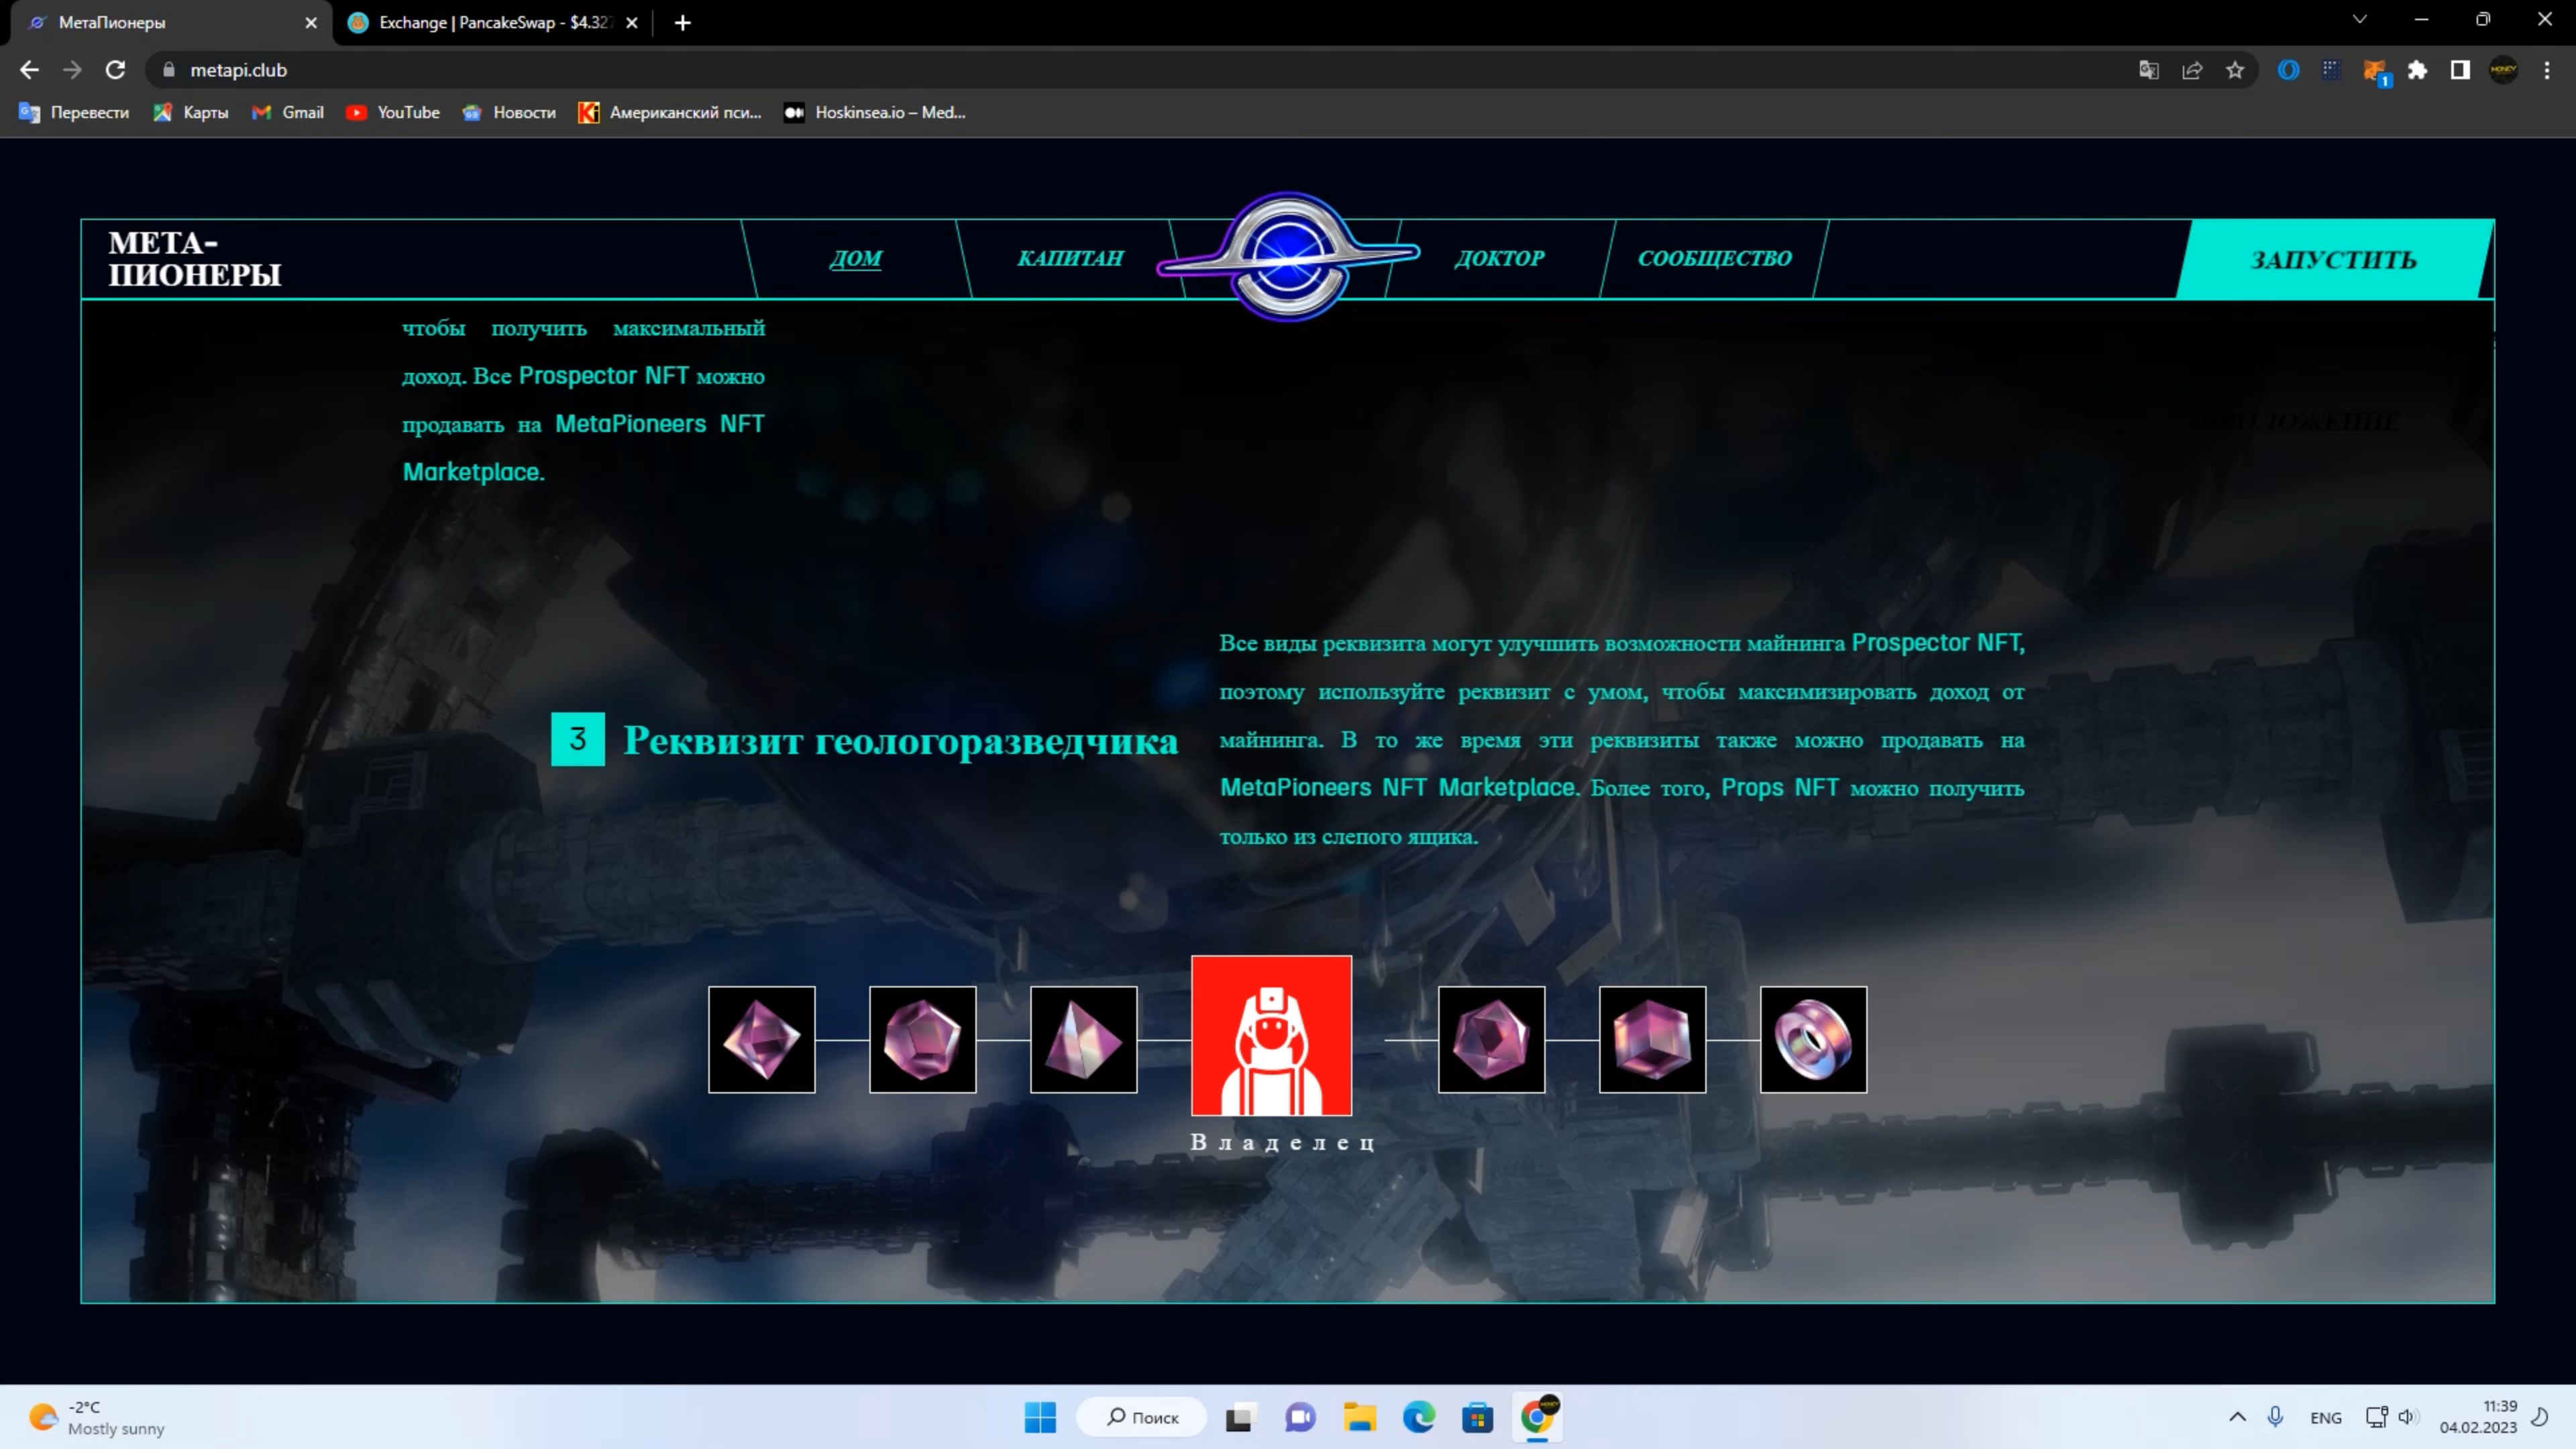 МетаПионеры
Exchange | PancakeSwap - $4.327
metapi.club
Перевести
Карты
Gmail
YouTube
Новости
Американский пси...
Hoskinsea.io – Med...
МЕТА-
ПИОНЕРЫ
ДОМ
КАПИТАН
ДОКТОР
СООБЩЕСТВО
ЗАПУСТИТЬ
чтобы получить максимальный
доход. Все Prospector NFT можно
продавать на MetaPioneers NFT
Marketplace.
Все виды реквизита могут улучшить возможности майнинга Prospector NFT,
поэтому используйте реквизит с умом, чтобы максимизировать доход от
майнинга. В то же время эти реквизиты также можно продавать на
MetaPioneers NFT Marketplace. Более того, Props NFT можно получить
только из слепого ящика.
3 Реквизит геологоразведчика
Владелец
-2°C
Mostly sunny
Поиск
ENG
11:39
04.02.2023
1